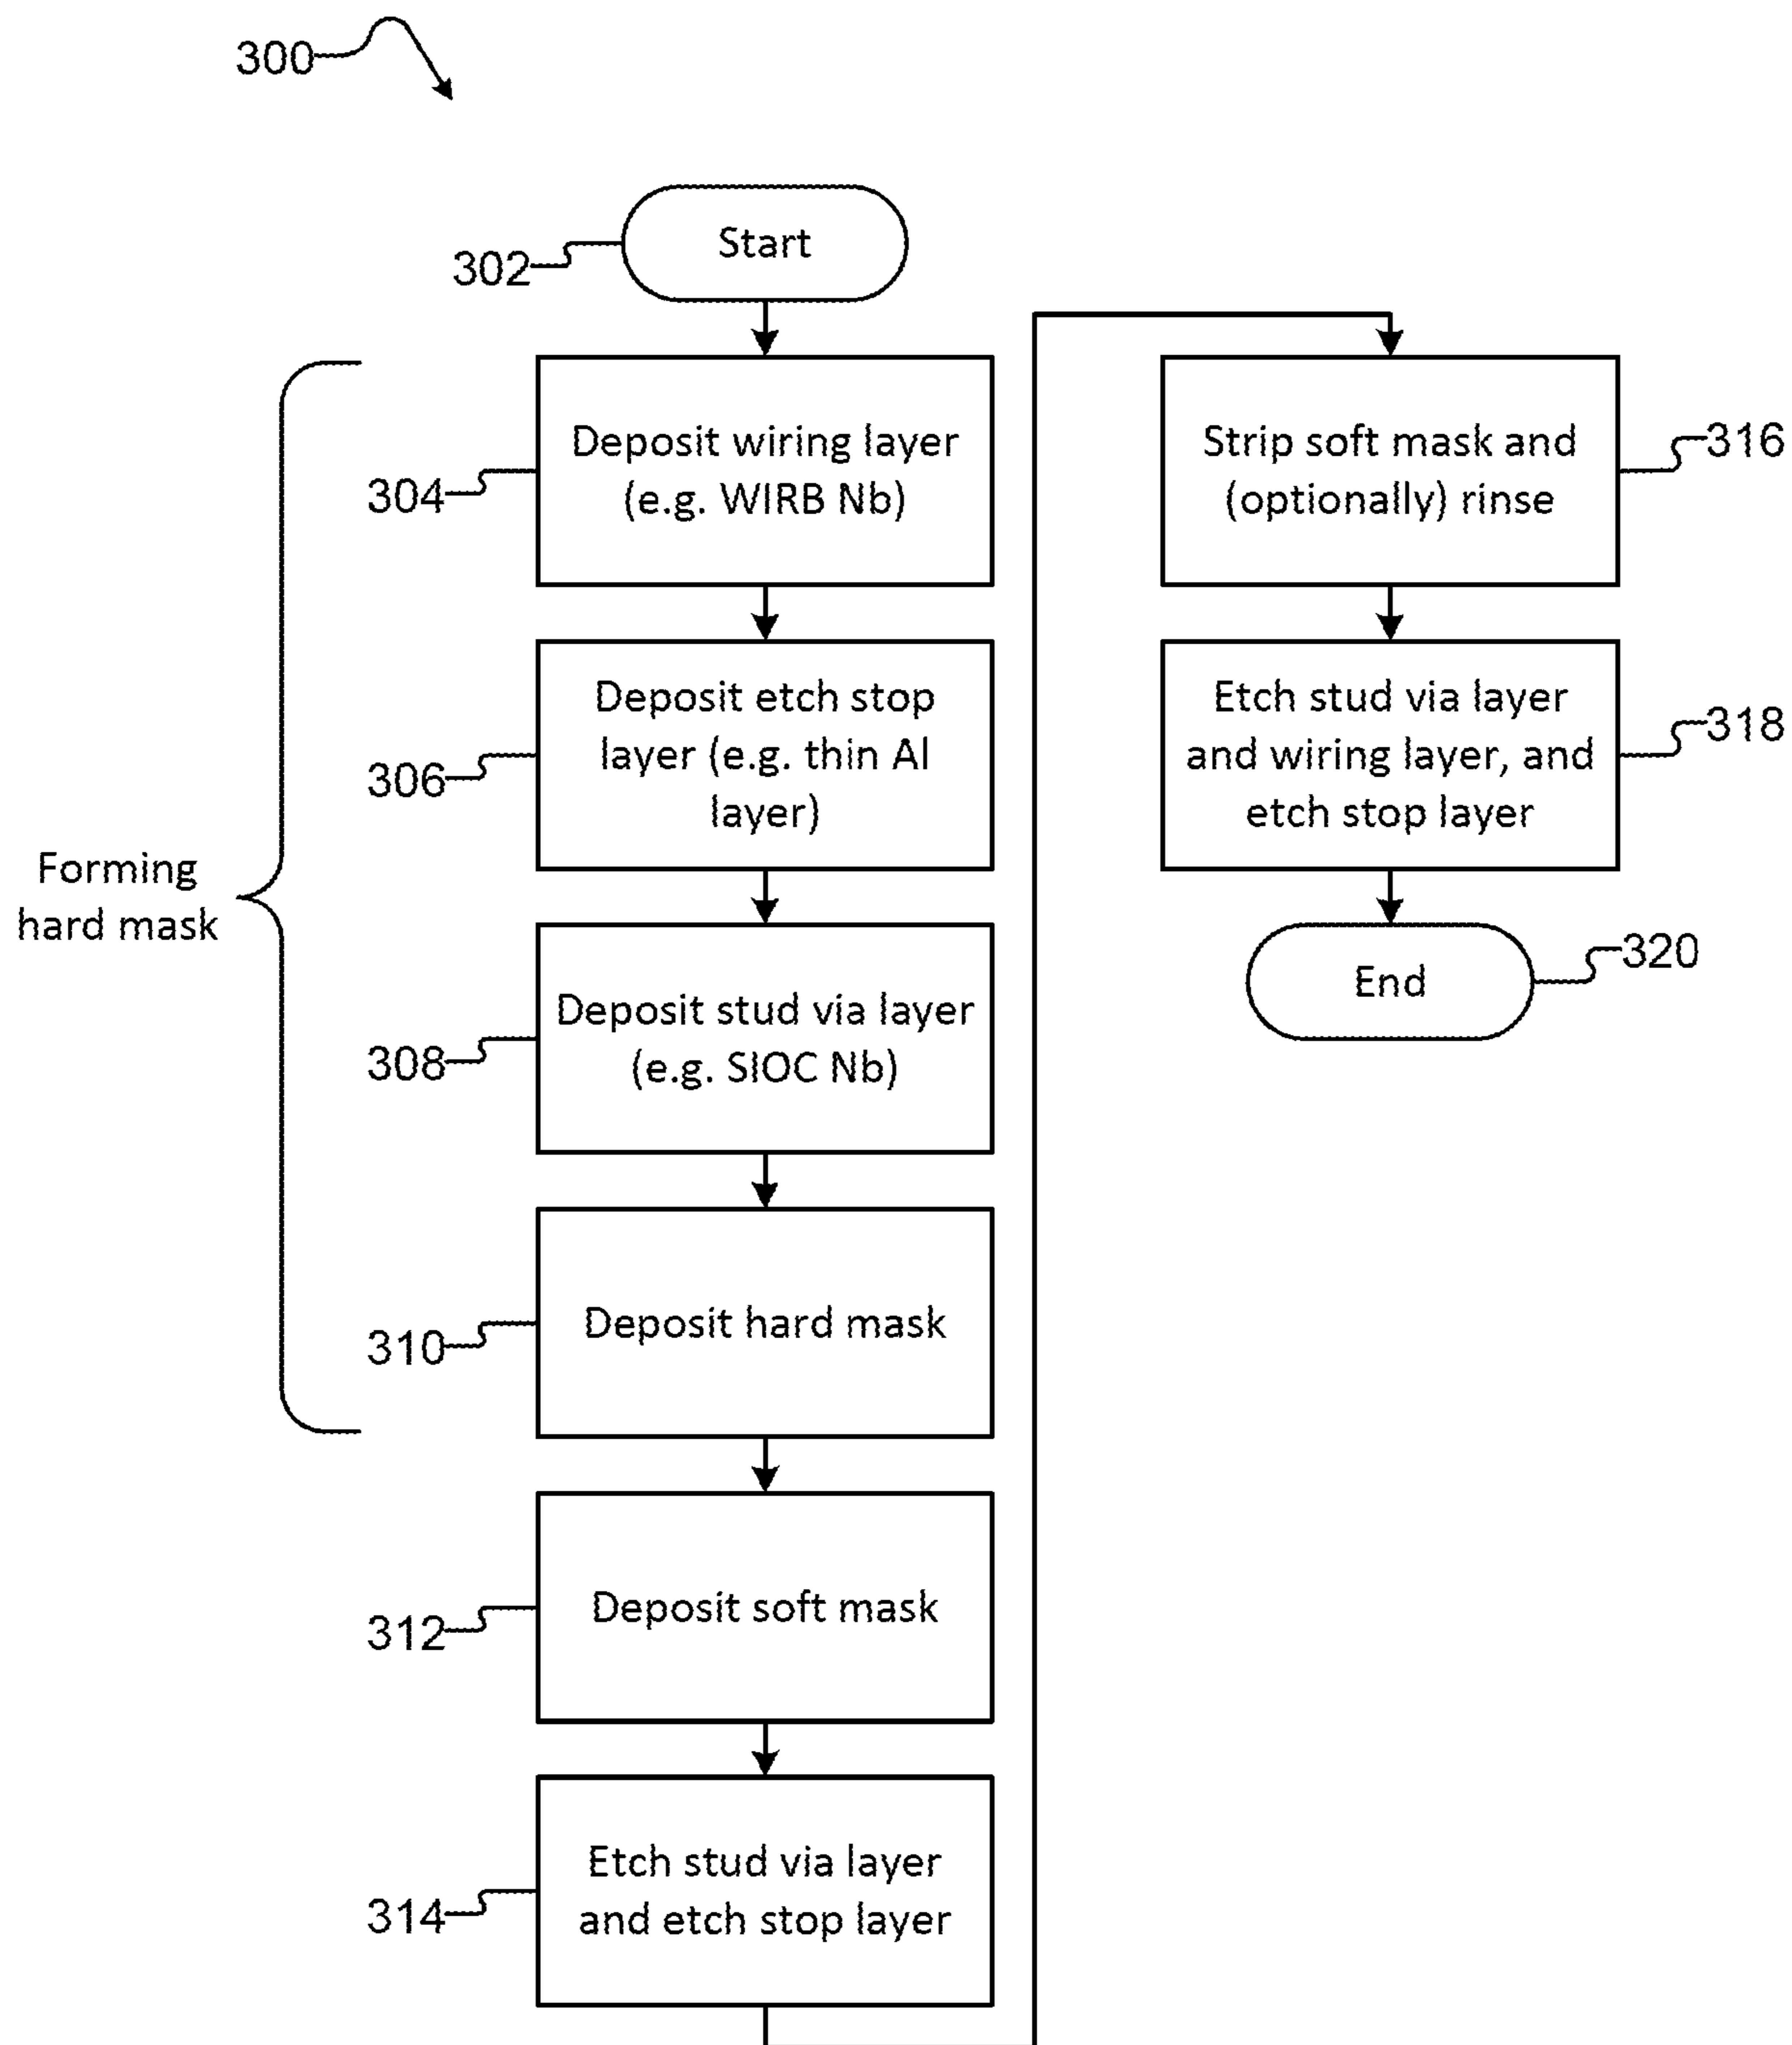 300
302
Start
304
Deposit wiring layer
(e.g. WIRB Nb)
306
Deposit etch stop
layer (e.g. thin Al
layer)
Forming
hard mask
308
Deposit stud via layer
(e.g. SIOC Nb)
310
Deposit hard mask
312
Deposit soft mask
314
Etch stud via layer
and etch stop layer
Strip soft mask and
(optionally) rinse
316
Etch stud via layer
and wiring layer, and
etch stop layer
318
End
320